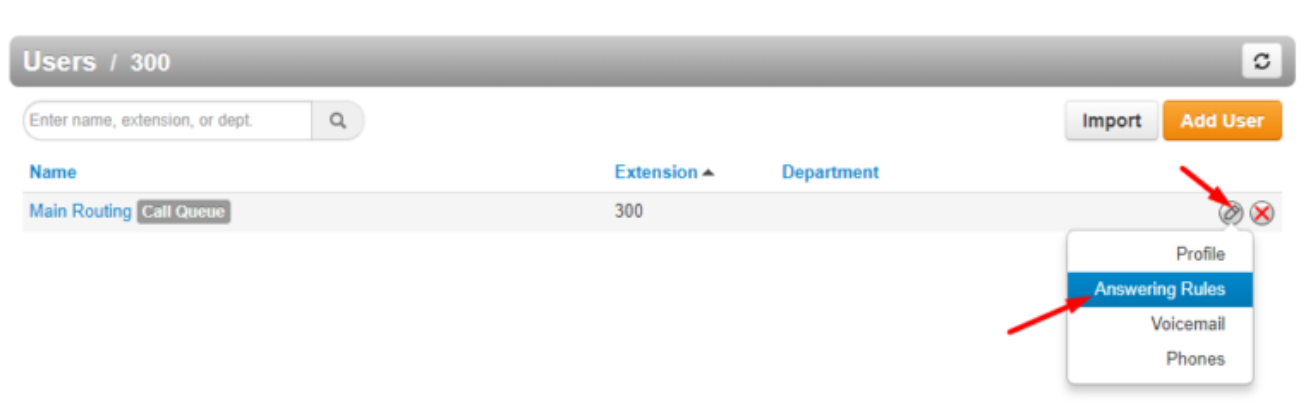 Users / 300
Enter name, extension, or dept.
Import
Add User
Name
Extension
Department
Main Routing Call Queue
300
Profile
Answering Rules
Voicemail
Phones